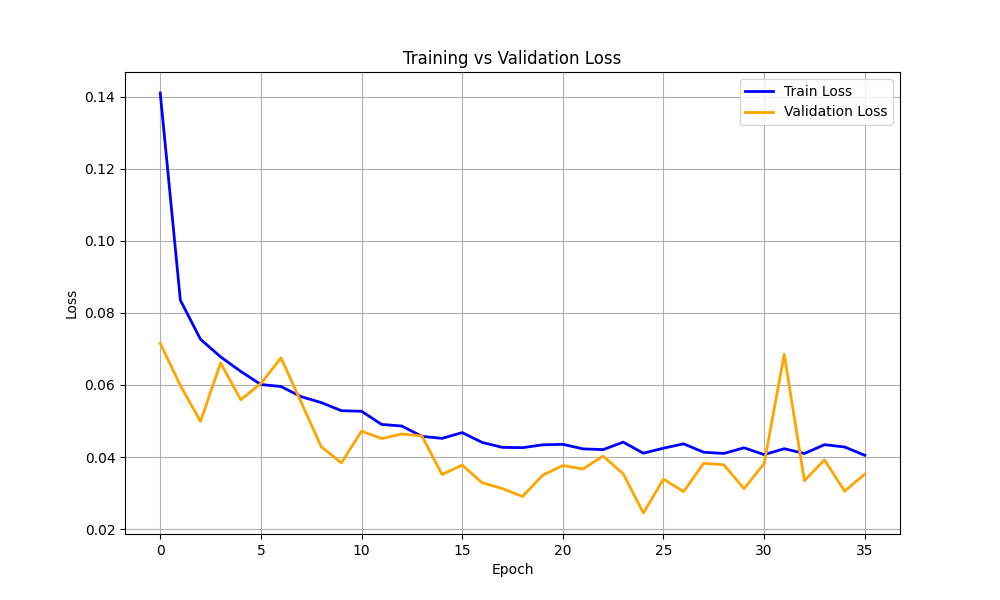 Training vs Validation Loss
Train Loss
Validation Loss
0.14
0.12
0.10
0.08
0.06
0.04
0.02
Loss
0 5 10 15 20 25 30 35
Epoch